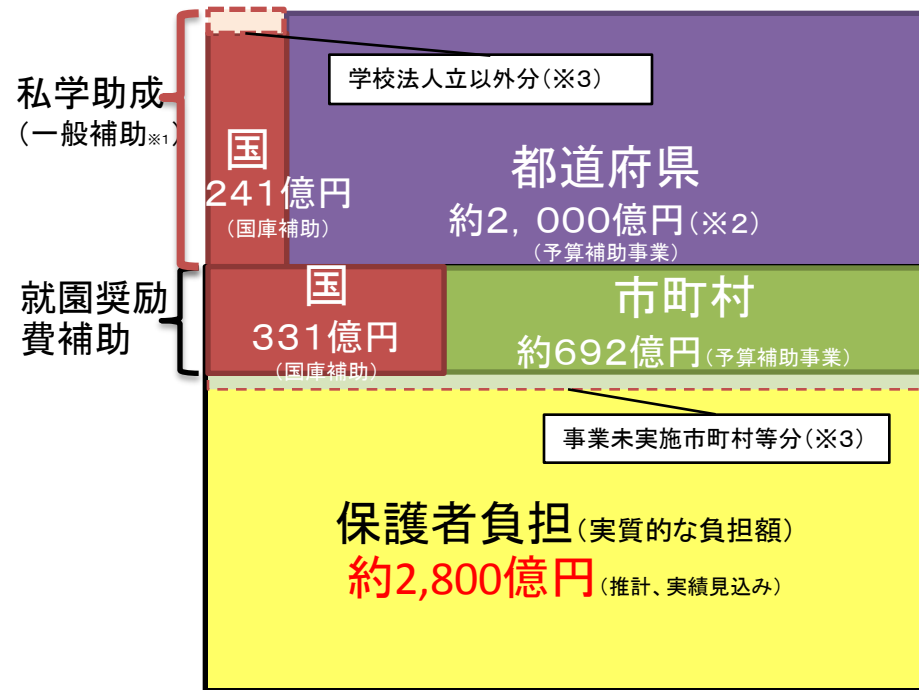 私学助成
(一般補助※1)
学校法人立以外分(※3)
国
241億円
(国庫補助)
都道府県
約2,000億円(※2)
(予算補助事業)
就園奨励
費補助
国
331億円
(国庫補助)
市町村
約692億円(予算補助事業)
事業未実施市町村等分(※3)
保護者負担(実質的な負担額)
約2,800億円(推計、実績見込み)